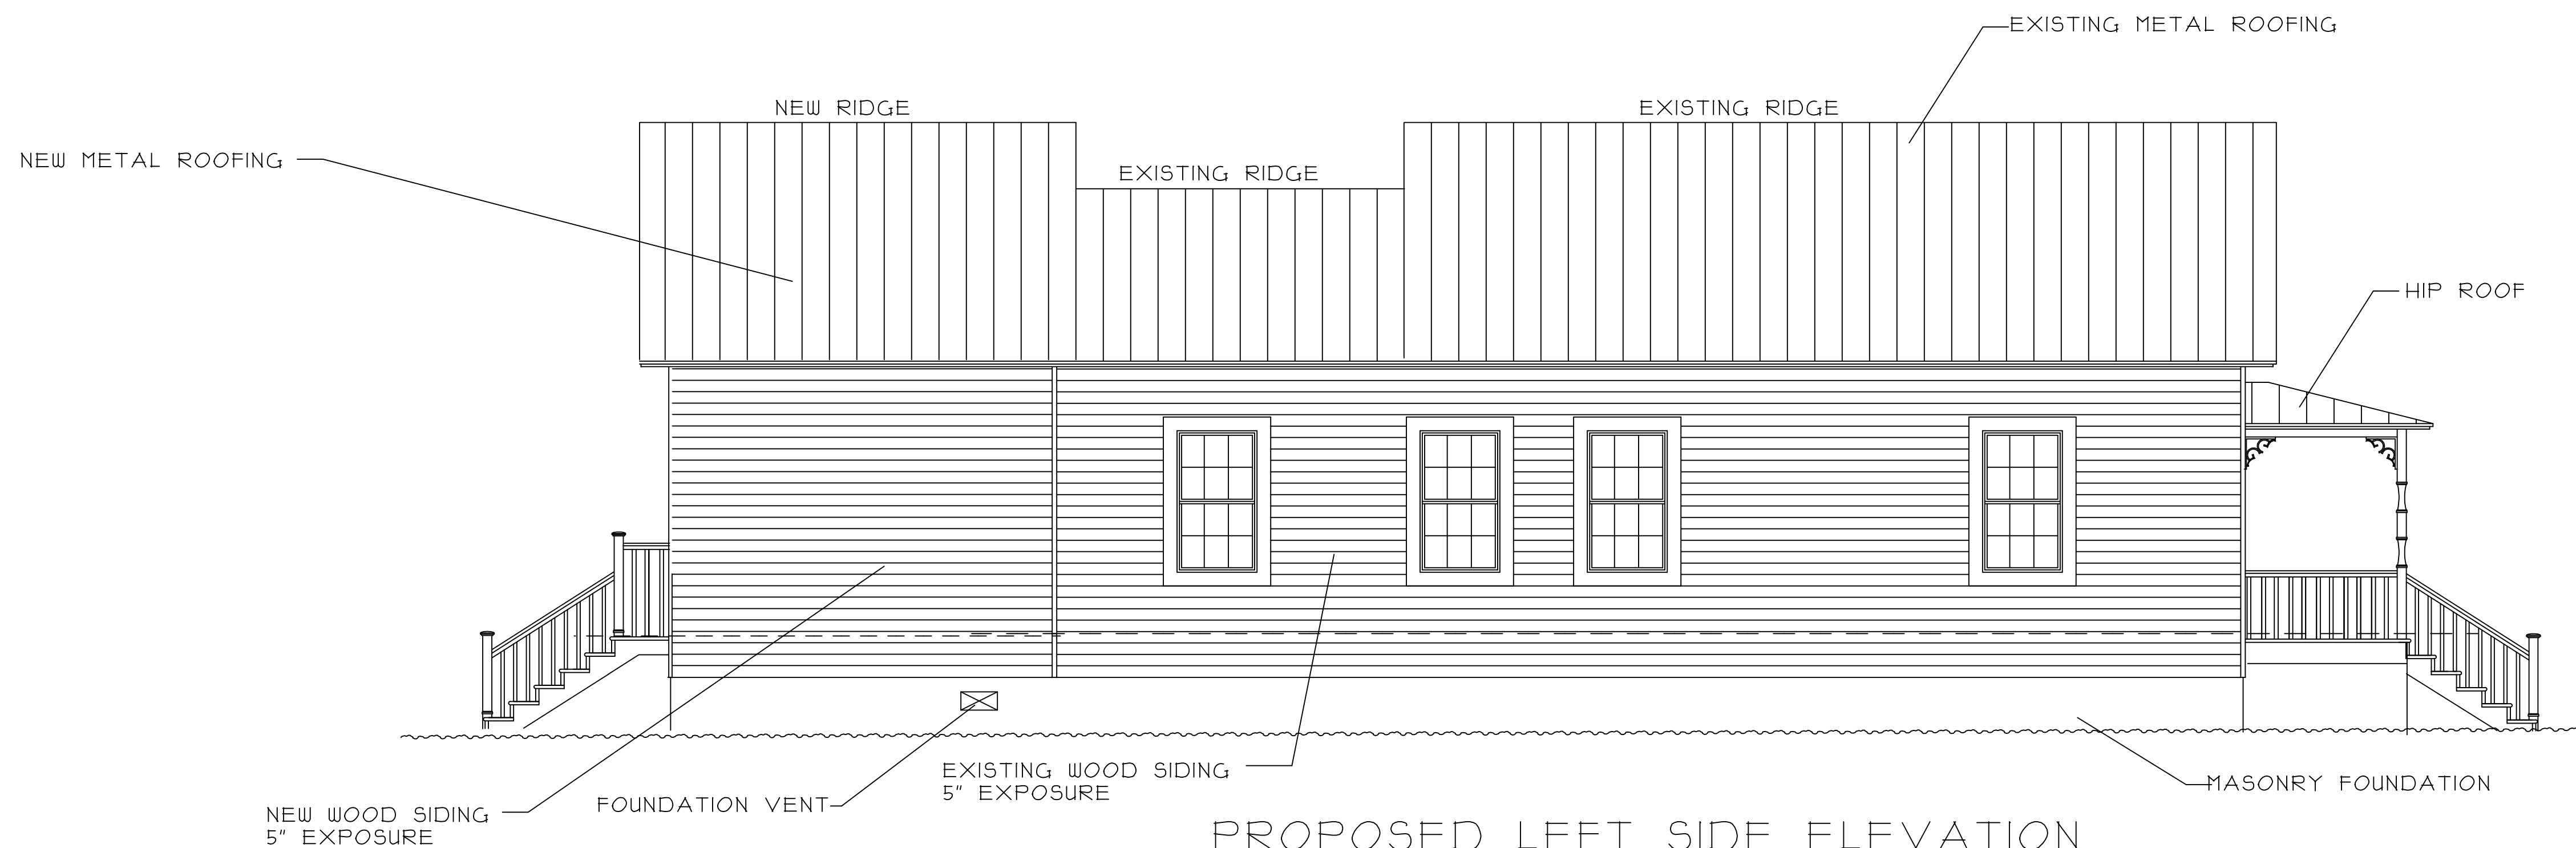 EXISTING METAL ROOFING
NEW RIDGE
EXISTING RIDGE
NEW METAL ROOFING
EXISTING RIDGE
HIP ROOF
EXISTING WOOD SIDING
5" EXPOSURE
MASONRY FOUNDATION
FOUNDATION VENT
NEW WOOD SIDING
5" EXPOSURE
PROPOSED LEFT SIDE ELEVATION